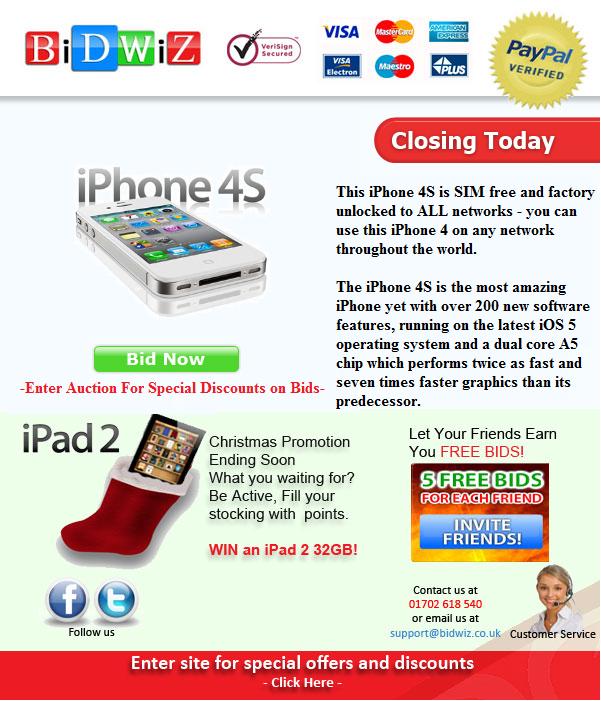 BiDWiZ
VeriSign
Secured
VISA
MasterCard
AMERICAN
EXPRESS
VISA
Electron
Maestro
PLUS
PayPal
VERIFIED
Closing Today
iPhone 4S
This iPhone 4S is SIM free and factory
unlocked to ALL networks - you can
use this iPhone 4 on any network
throughout the world.
The iPhone 4S is the most amazing
iPhone yet with over 200 new software
features, running on the latest iOS 5
operating system and a dual core A5
chip which performs twice as fast and
seven times faster graphics than its
predecessor.
Bid Now
-Enter Auction For Special Discounts on Bids-
iPad 2
Christmas Promotion
Ending Soon
What you waiting for?
Be Active, Fill your
stocking with points.
WIN an iPad 2 32GB!
Let Your Friends Earn
You FREE BIDS!
5 FREE BIDS
FOR EACH FRIEND
INVITE
FRIENDS!
Follow us
Contact us at
01702 618 540
or email us at
support@bidwiz.co.uk
Customer Service
Enter site for special offers and discounts
- Click Here -